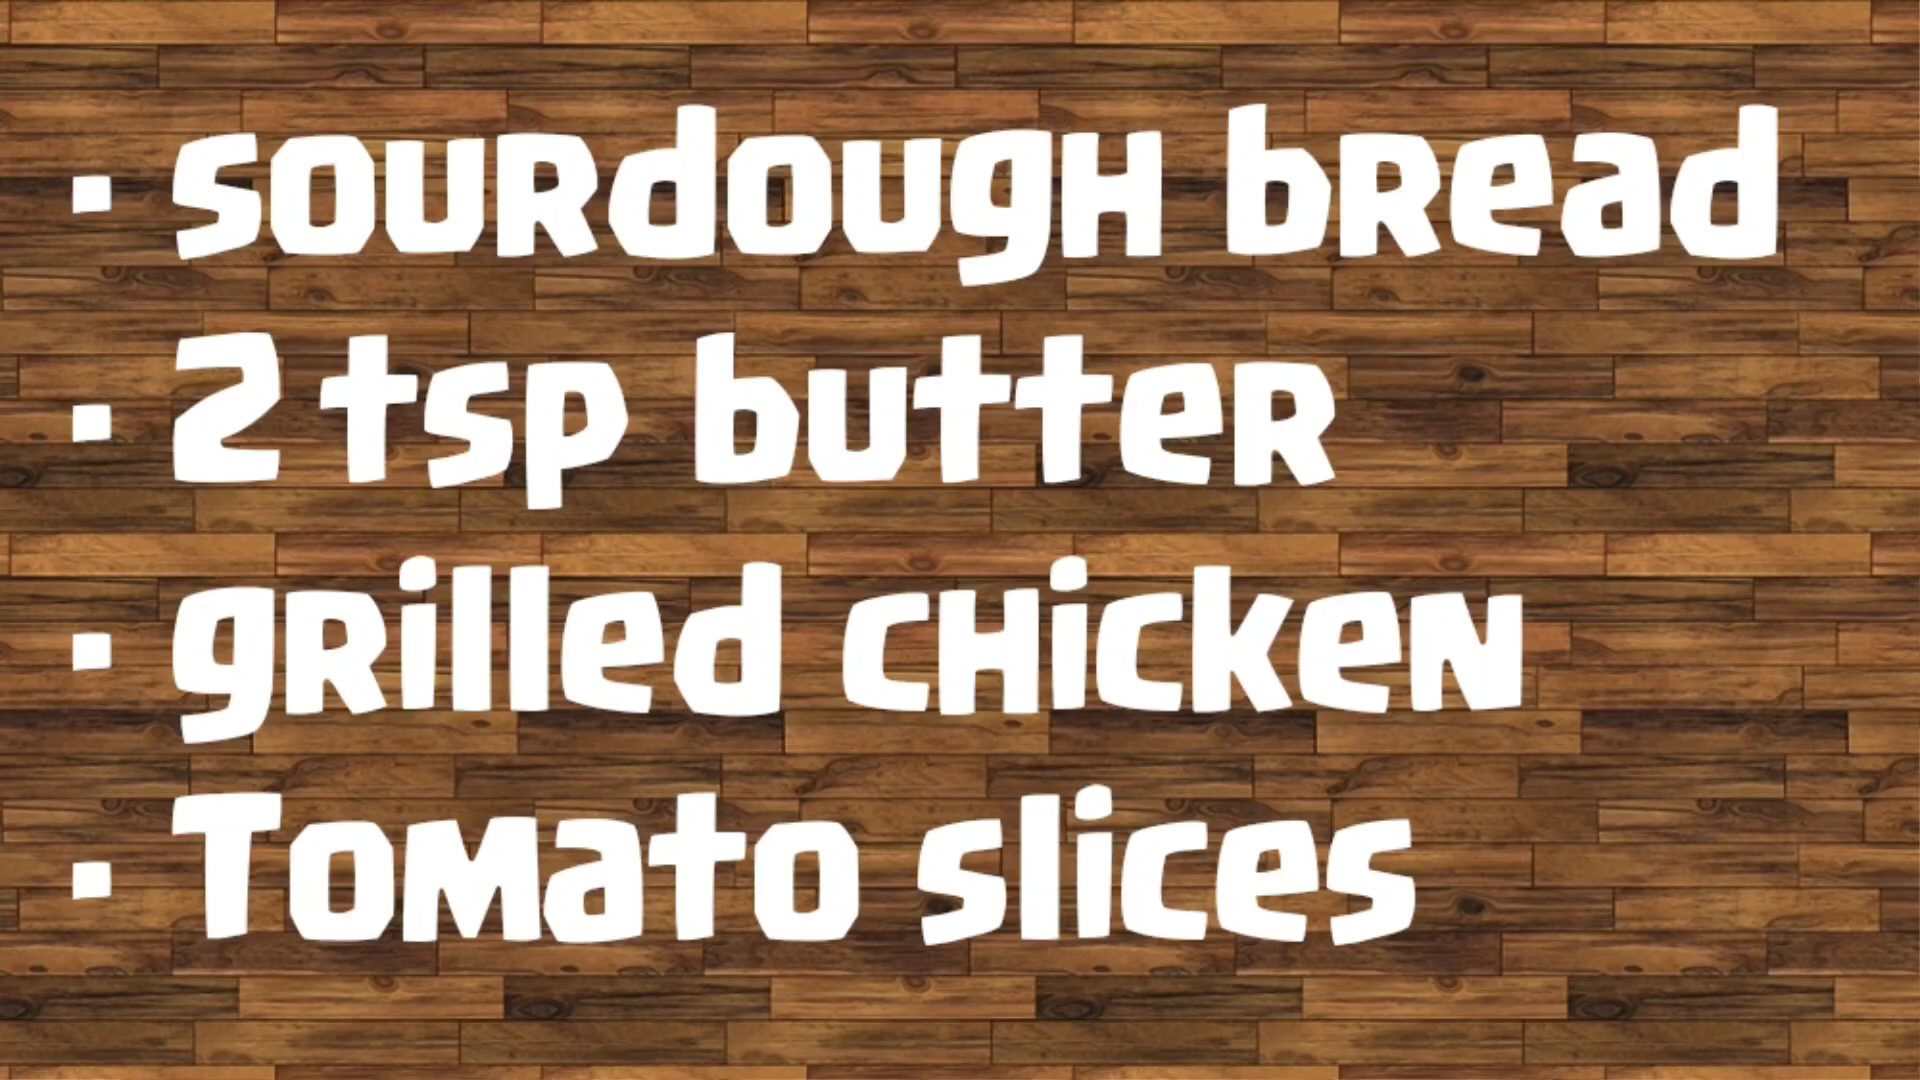 · sourdough bread
· 2 tsp butter
· grilled chicken
· Tomato slices